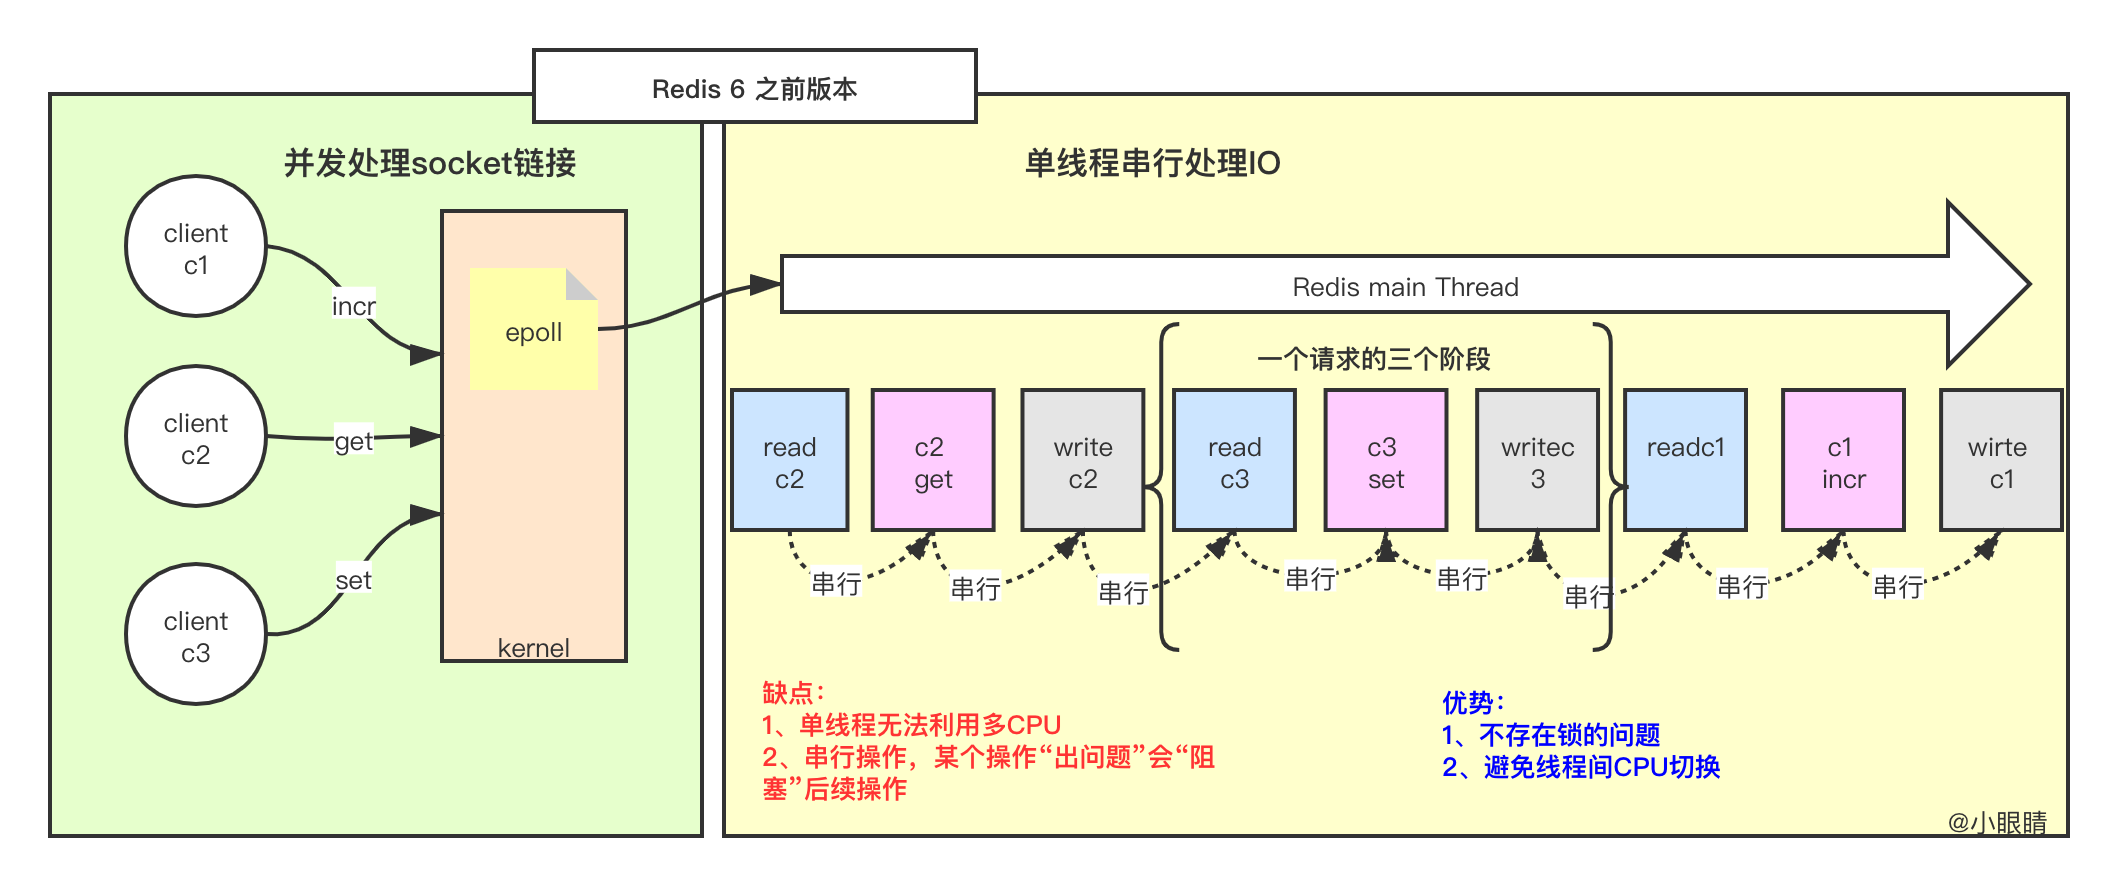 Redis 6 之前版本
并发处理socket链接
client
c1
incr
client
c2
get
client
c3
set
epoll
kernel
单线程串行处理IO
Redis main Thread
一个请求的三个阶段
read
c2
c2
get
write
c2
read
c3
c3
set
writec
3
readc1
c1
incr
wirte
c1
串行
串行
串行
串行
串行
串行
串行
串行
缺点：
1、单线程无法利用多CPU
2、串行操作，某个操作“出问题”会“阻
塞”后续操作
优势：
1、不存在锁的问题
2、避免线程间CPU切换
@小眼睛